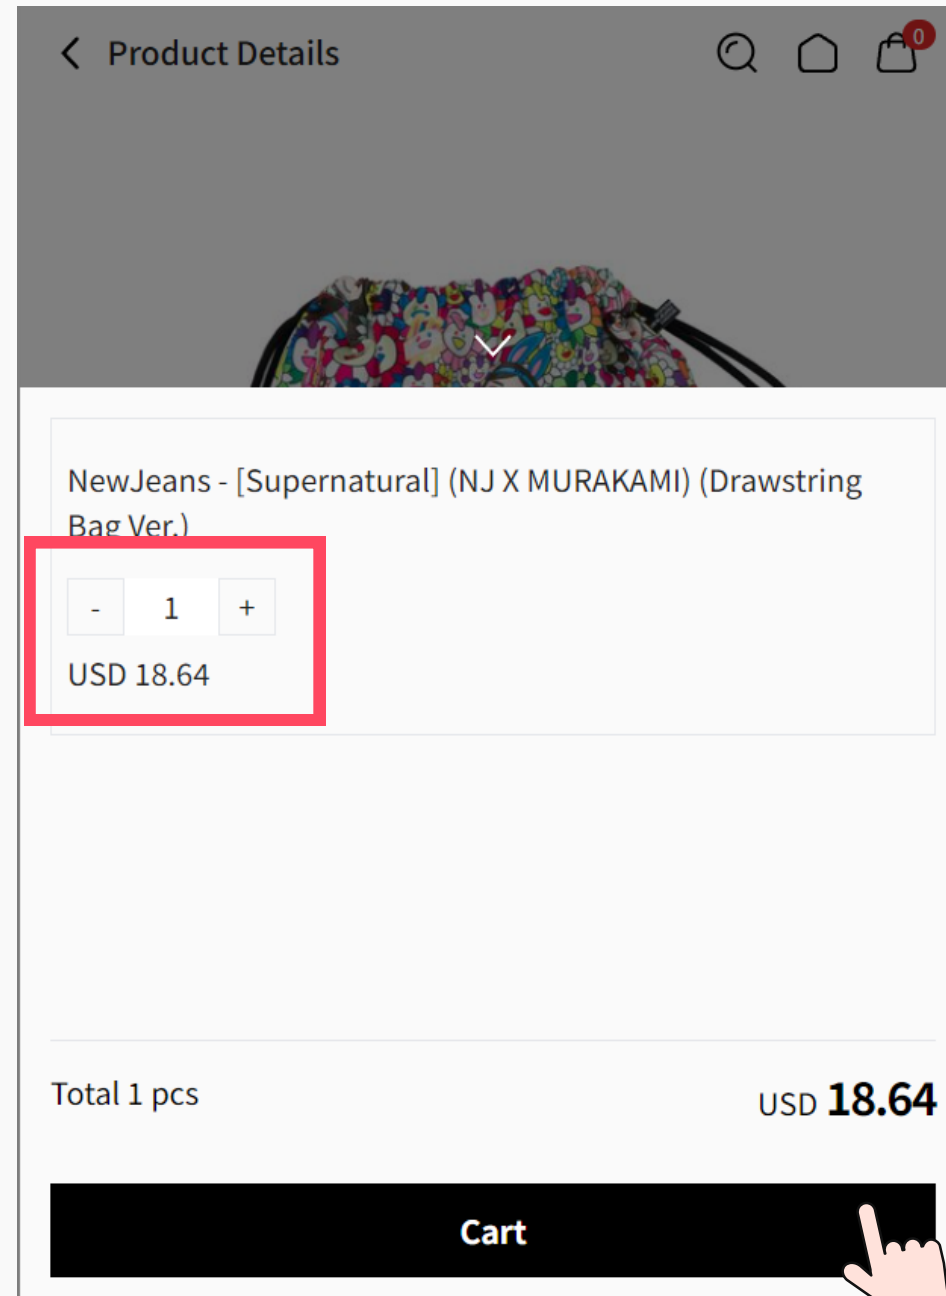 Product Details
0
NewJeans - [Supernatural] (NJ X MURAKAMI) (Drawstring
Bag Ver.)
- 1 +
USD 18.64
Total 1 pcs
USD 18.64
Cart